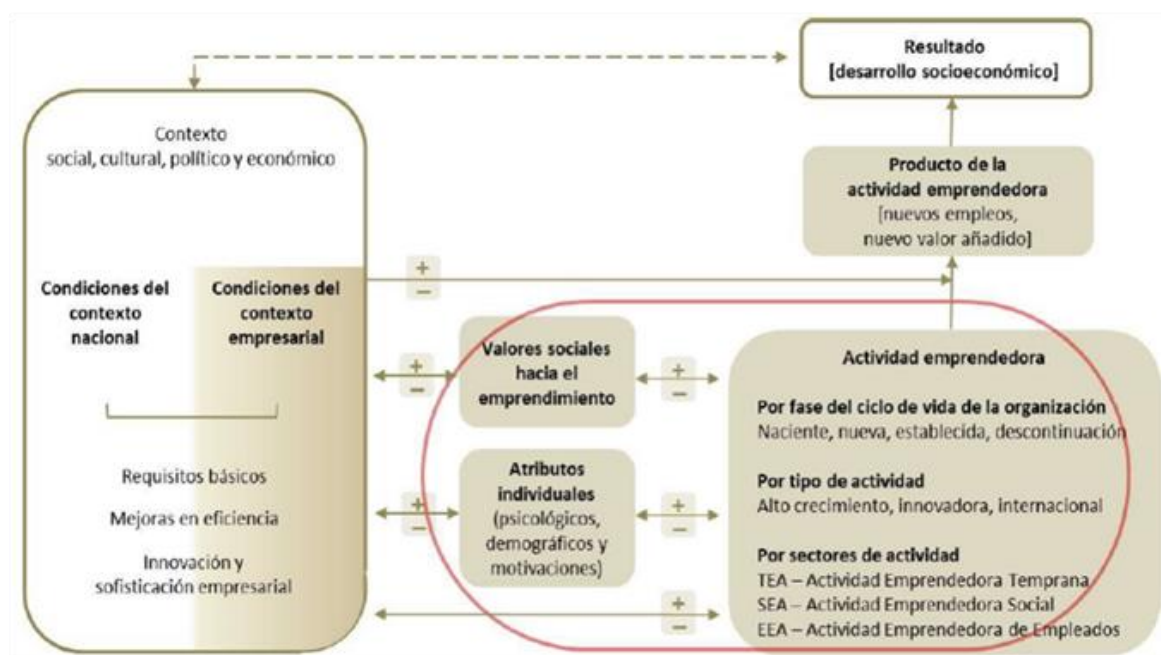 Resultado
[desarrollo socioeconómico]
Contexto
social, cultural, político y económico
Producto de la
actividad emprendedora
[nuevos empleos,
nuevo valor añadido]
Condiciones del
contexto
nacional
Condiciones del
contexto
empresarial
+
−
Valores sociales
hacia el
emprendimiento
+
−
+
−
Atributos
individuales
(psicológicos,
demográficos y
motivaciones)
+
−
+
−
Requisitos básicos
Mejoras en eficiencia
Innovación y
sofisticación empresarial
+
−
Actividad emprendedora
Por fase del ciclo de vida de la organización
Naciente, nueva, establecida, descontinuación
Por tipo de actividad
Alto crecimiento, innovadora, internacional
Por sectores de actividad
TEA – Actividad Emprendedora Temprana
SEA – Actividad Emprendedora Social
EEA – Actividad Emprendedora de Empleados